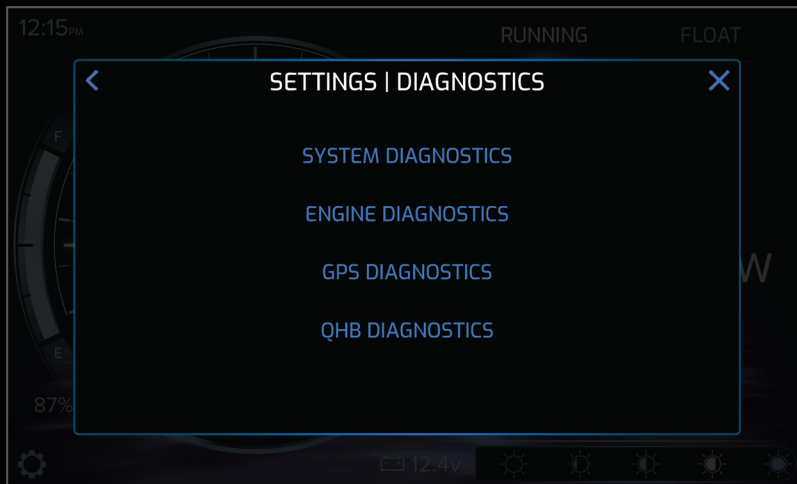 12:15PM
RUNNING FLOAT
SETTINGS | DIAGNOSTICS
SYSTEM DIAGNOSTICS
F
ENGINE DIAGNOSTICS
GPS DIAGNOSTICS
W
QHB DIAGNOSTICS
E
87%
12.4v